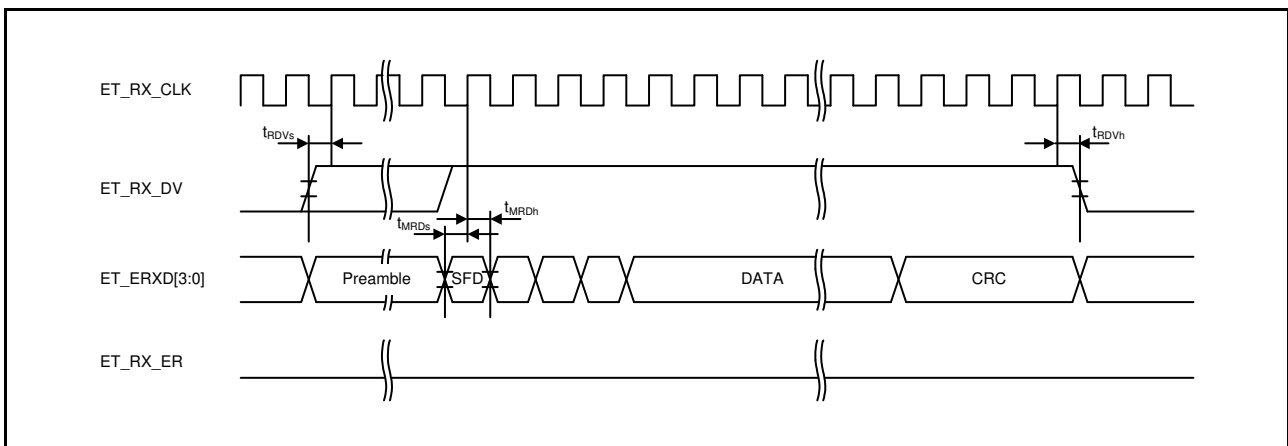 ET_RX_CLK
tRDVs
tRDVh
ET_RX_DV
tMRDh
tMRDs
ET_ERXD[3:0]
Preamble
SFD
DATA
CRC
ET_RX_ER